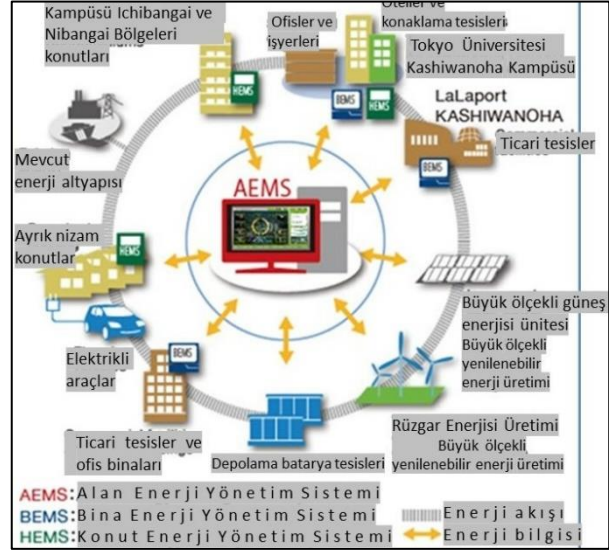 Kampüsü Ichibangai ve
Nibangai Bölgeleri
konutları
Ofisler ve
işyerleri
Oteller ve
konaklama tesisleri
Tokyo Üniversitesi
Kashiwanoha Kampüsü
HEMS
BEMS
HEMS
LaLaport
KASHIWANOHA
Ticari tesisler
BEMS
Mevcut
enerji altyapısı
AEMS
Ayrık nizam
konutlar
HEMS
Büyük ölçekli güneş
enerjisi ünitesi
Büyük ölçekli
yenilenebilir
enerji üretimi
Elektrikli
araçlar
BEMS
Ticari tesisler ve
ofis binaları
Depolama batarya tesisleri
Rüzgar Enerjisi Üretimi
Büyük ölçekli
yenilenebilir enerji üretimi
AEMS: Alan Enerji Yönetim Sistemi
BEMS: Bina Enerji Yönetim Sistemi
HEMS: Konut Enerji Yönetim Sistemi
Enerji akışı
Enerji bilgisi